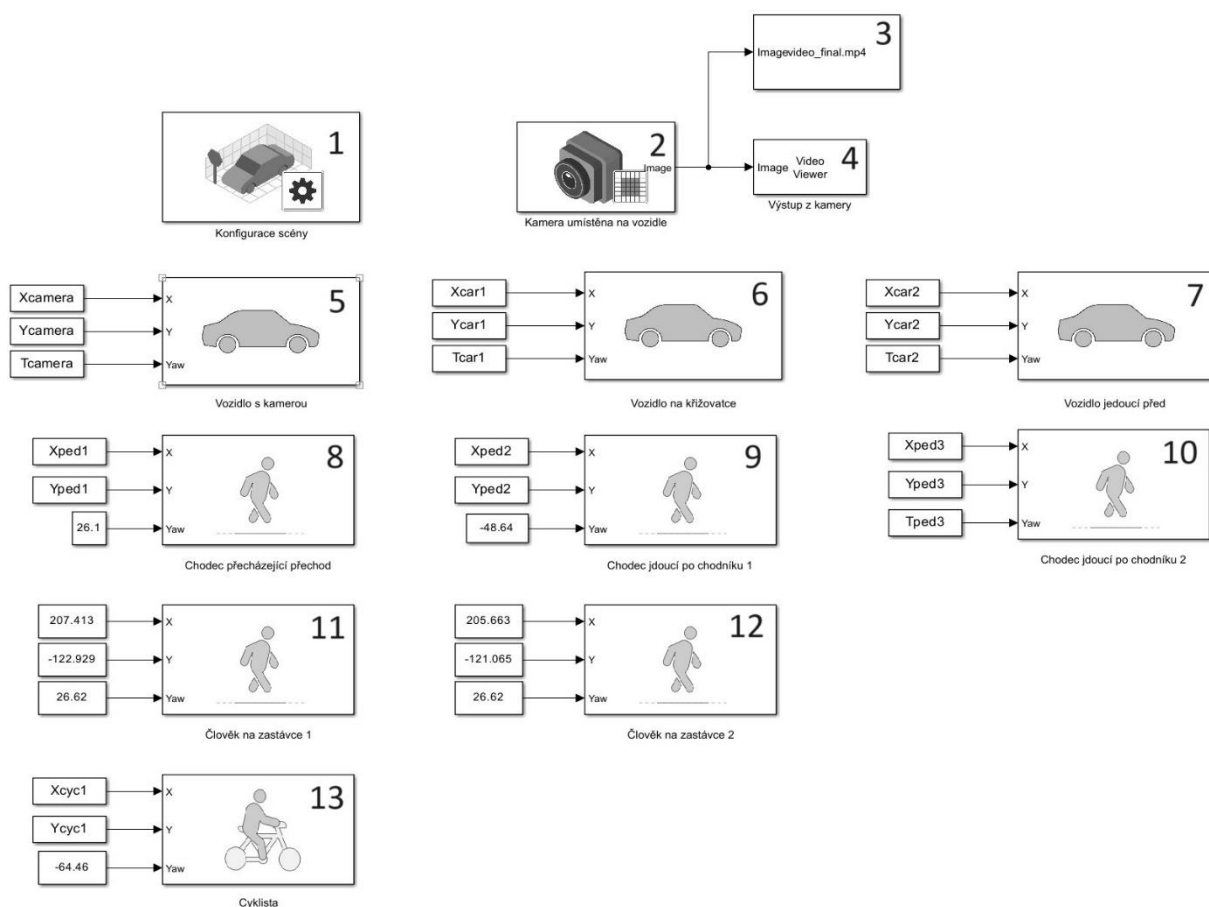 3
Imagevideo_final.mp4
1
Konfigurace scény
2
Image
Kamera umístěna na vozidle
4
Image
Video
Viewer
Výstup z kamery
Xcamera
Ycamera
Tcamera
X
Y
Yaw
5
Vozidlo s kamerou
Xcar1
Ycar1
Tcar1
X
Y
Yaw
6
Vozidlo na křižovatce
Xcar2
Ycar2
Tcar2
X
Y
Yaw
7
Vozidlo jedoucí před
Xped1
Yped1
26.1
X
Y
Yaw
8
Chodec přecházející přechod
Xped2
Yped2
-48.64
X
Y
Yaw
9
Chodec jdoucí po chodníku 1
Xped3
Yped3
Tped3
X
Y
Yaw
10
Chodec jdoucí po chodníku 2
207.413
-122.929
26.62
X
Y
Yaw
11
Člověk na zastávce 1
205.663
-121.065
26.62
X
Y
Yaw
12
Člověk na zastávce 2
Xcyc1
Ycyc1
-64.46
X
Y
Yaw
13
Cyklista